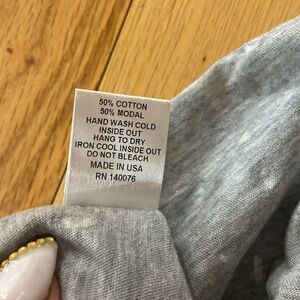 50% COTTON
50% MODAL
HAND WASH COLD
INSIDE OUT
HANG TO DRY
IRON COOL INSIDE OUT
DO NOT BLEACH
MADE IN USA
RN 140076